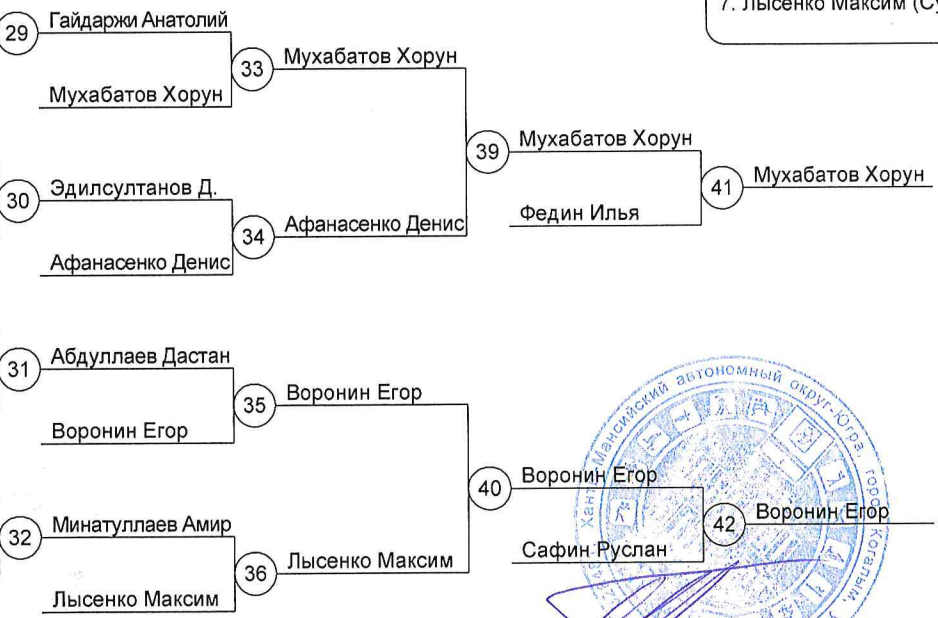 7. Лысенко Максим
29 Гайдаржи Анатолий
Мухабатов Хорун
33 Мухабатов Хорун
30 Эдилсултанов Д.
Афанасенко Денис
34 Афанасенко Денис
39 Мухабатов Хорун
Федин Илья
41 Мухабатов Хорун
31 Абдуллаев Дастан
Воронин Егор
35 Воронин Егор
32 Минатуллаев Амир
Лысенко Максим
36 Лысенко Максим
40 Воронин Егор
Сафин Руслан
42 Воронин Егор
Мансийский автономный округ-Югра, город Когалым,